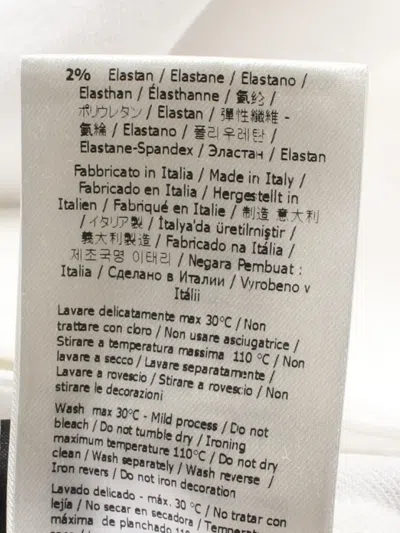 2% Elastan / Elastane / Elastano /
Elasthan / Élasthanne / 氨纶 /
ポリウレタン / Elastan / 彈性纖維 -
氨綸 / Elastano / 폴리우레탄 /
Elastane-Spandex / Эластан / Elastan
Fabbricato in Italia / Made in Italy /
Fabricado en Italia / Hergestellt in
Italien / Fabriqué en Italie / 制造 意大利
/ イタリア製 / İtalya'da üretilmiştir /
義大利製造 / Fabricado na Itália /
제조국명 이태리 / Negara Pembuat :
Italia / Сделано в Италии / Vyrobeno v
Itálii
Lavare delicatamente max 30°C / Non
trattare con cloro / Non usare asciugatrice /
Stirare a temperatura massima 110 °C / Non
lavare a secco / Lavare separatamente /
Lavare a rovescio / Stirare a rovescio / Non
stirare le decorazioni
Wash max 30°C - Mild process / Do not
bleach / Do not tumble dry / Ironing
maximum temperature 110°C / Do not dry
clean / Wash separately / Wash reverse /
Iron revers / Do not iron decoration
Lavado delicado - máx. 30 °C / No tratar con
lejía / No secar en secadora / Temperatura
máxima de planchado 110°C